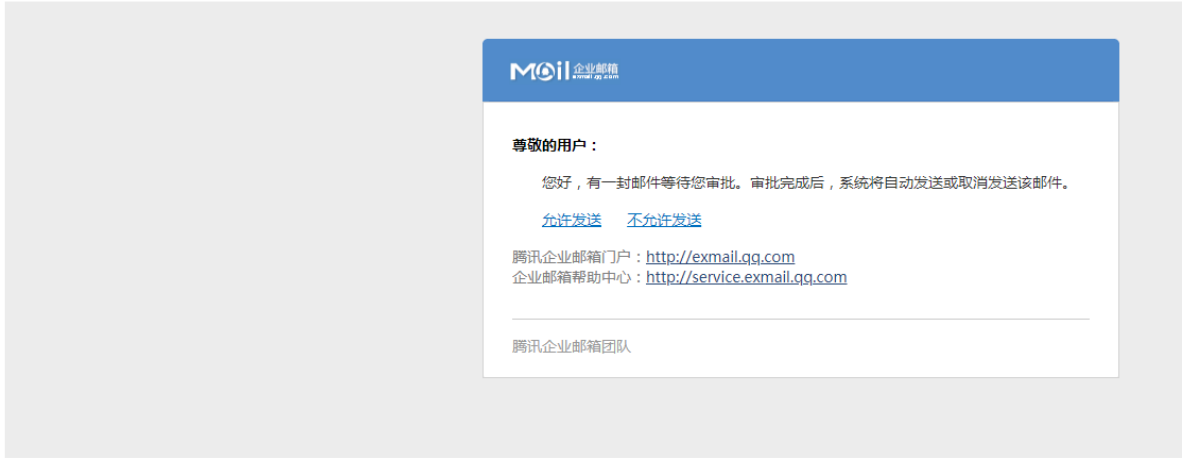 Mail 企业邮箱
exmail.qq.com
尊敬的用户：
您好，有一封邮件等待您审批。审批完成后，系统将自动发送或取消发送该邮件。
允许发送 不允许发送
腾讯企业邮箱门户：http://exmail.qq.com
企业邮箱帮助中心：http://service.exmail.qq.com
腾讯企业邮箱团队